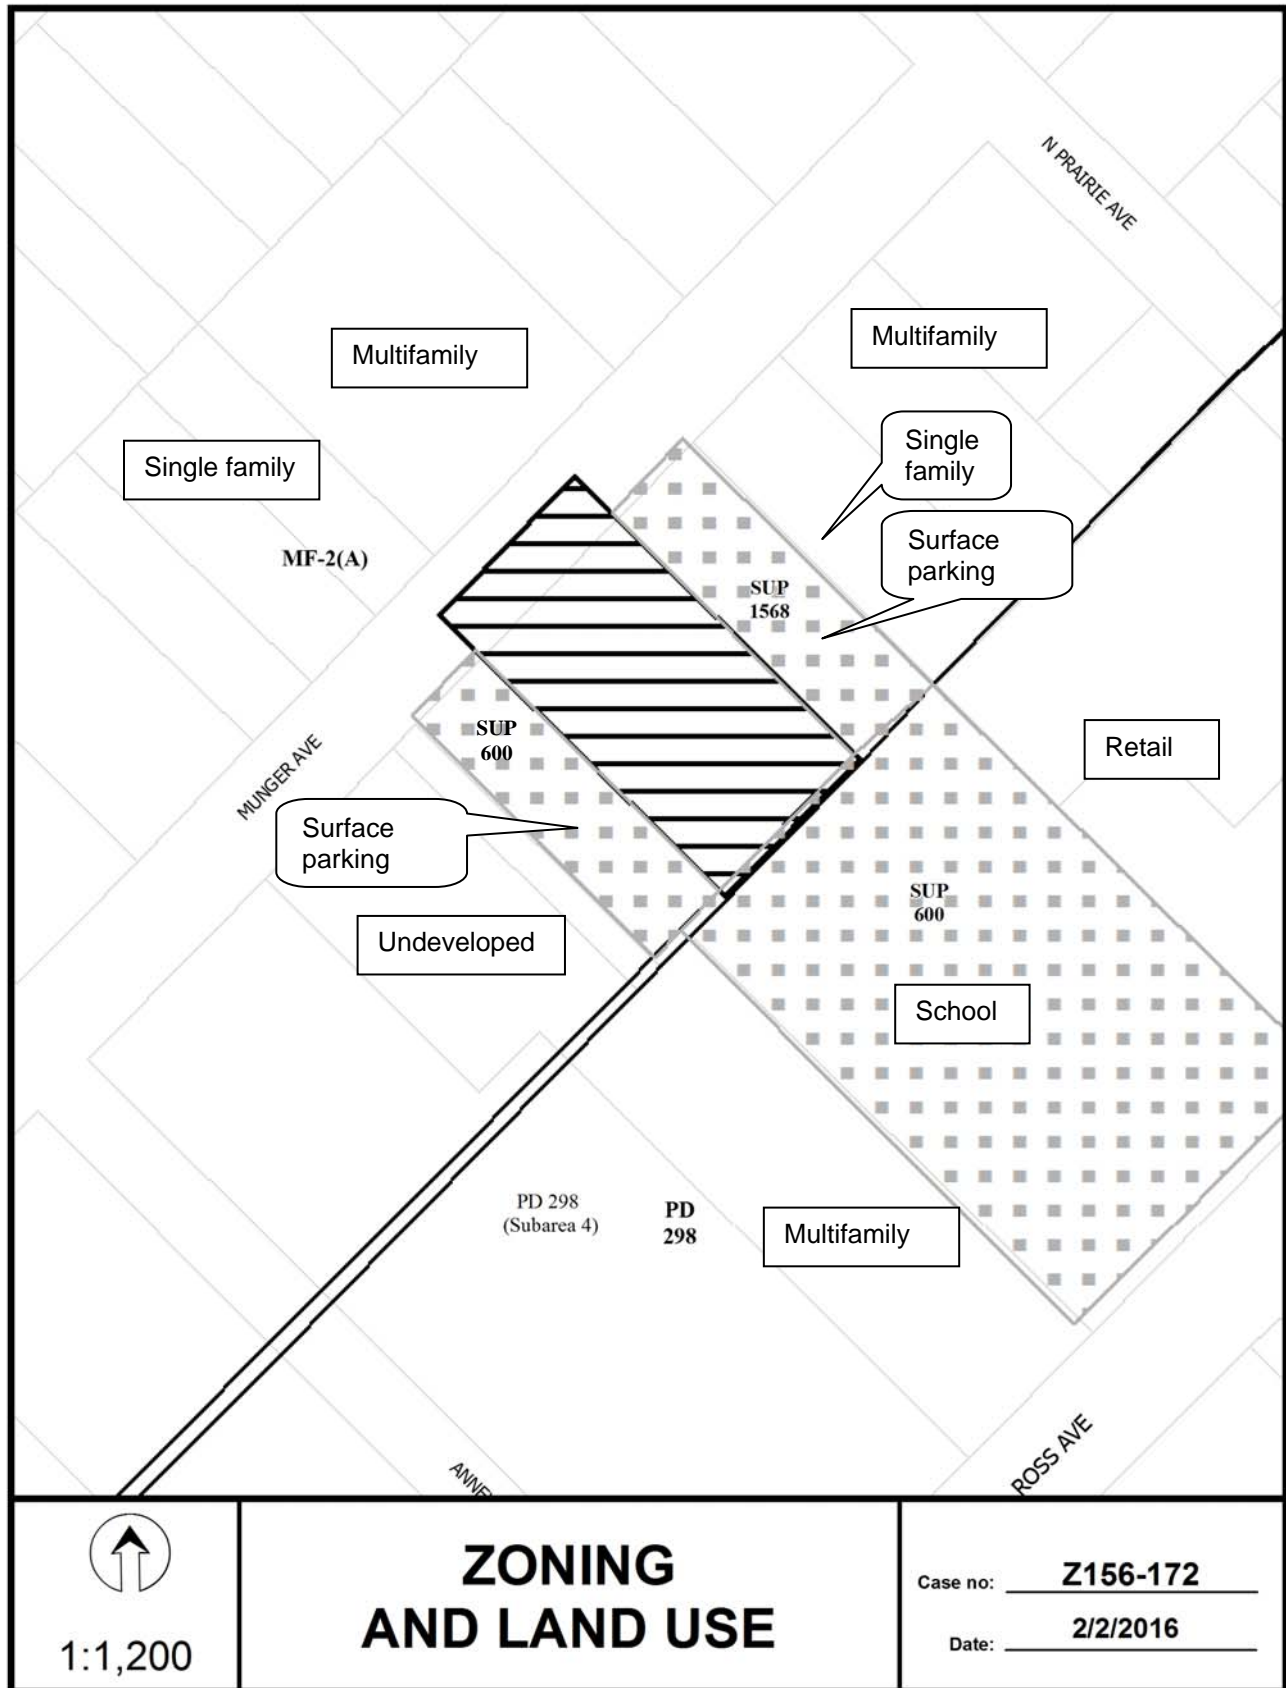 N PRAIRIE AVE
Multifamily
Multifamily
Single
family
Single family
Surface
parking
MF-2(A)
SUP
1568
SUP
600
Retail
MUNGER AVE
Surface
parking
SUP
600
Undeveloped
School
PD 298
(Subarea 4)
PD
298
Multifamily
ROSS AVE
1:1,200
ZONING
AND LAND USE
Case no: Z156-172
Date: 2/2/2016